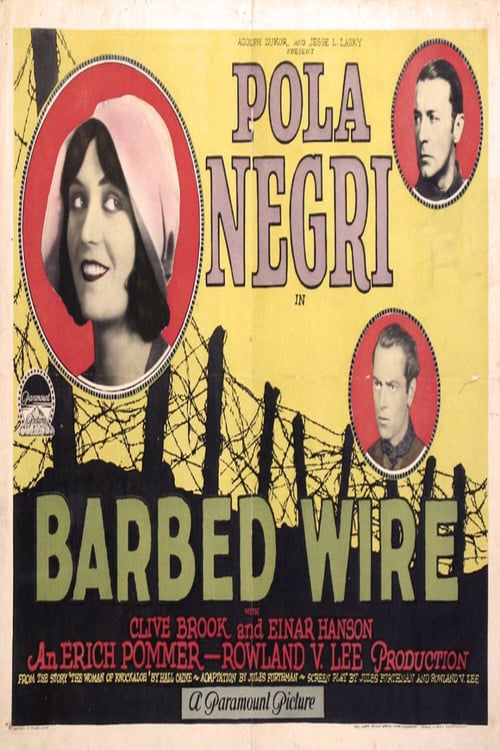 ADOLPH ZUKOR AND JESSE L. LASKY
PRESENT
POLA
NEGRI
IN
Paramount
Pictures
BARBED WIRE
with
CLIVE BROOK and EINAR HANSON
An ERICH POMMER—ROWLAND V. LEE PRODUCTION
FROM THE STORY "THE WOMAN OF KNOCKALOE" BY HALL CAINE ~ ADAPTATION BY JULES FURTHMAN ~ SCREEN PLAY BY JULES FURTHMAN AND ROWLAND V. LEE
A Paramount Picture